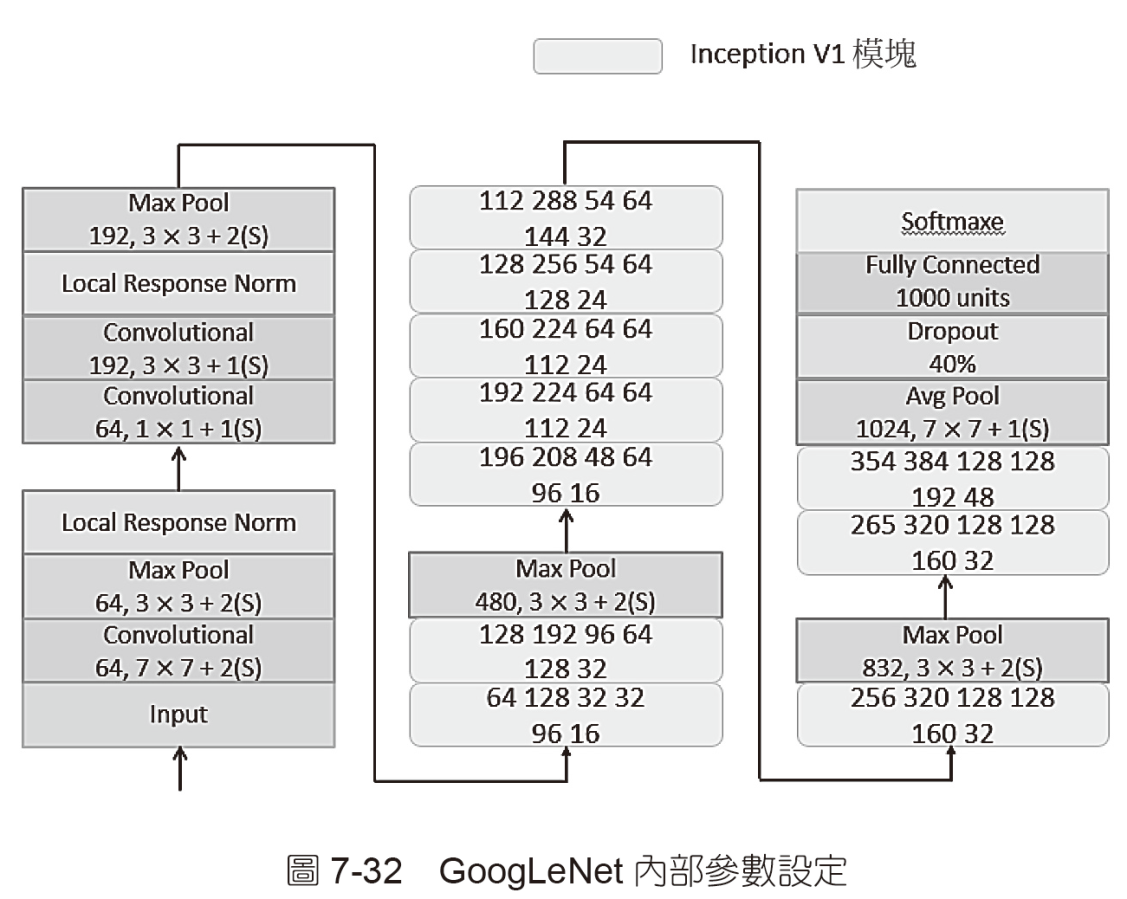 Inception V1 模塊
Max Pool
192, 3 × 3 + 2(S)
Local Response Norm
Convolutional
192, 3 × 3 + 1(S)
Convolutional
64, 1 × 1 + 1(S)
Local Response Norm
Max Pool
64, 3 × 3 + 2(S)
Convolutional
64, 7 × 7 + 2(S)
Input
112 288 54 64
144 32
128 256 54 64
128 24
160 224 64 64
112 24
192 224 64 64
112 24
196 208 48 64
96 16
Max Pool
480, 3 × 3 + 2(S)
128 192 96 64
128 32
64 128 32 32
96 16
Softmaxe
Fully Connected
1000 units
Dropout
40%
Avg Pool
1024, 7 × 7 + 1(S)
354 384 128 128
192 48
265 320 128 128
160 32
Max Pool
832, 3 × 3 + 2(S)
256 320 128 128
160 32
圖 7-32 GoogLeNet 內部參數設定